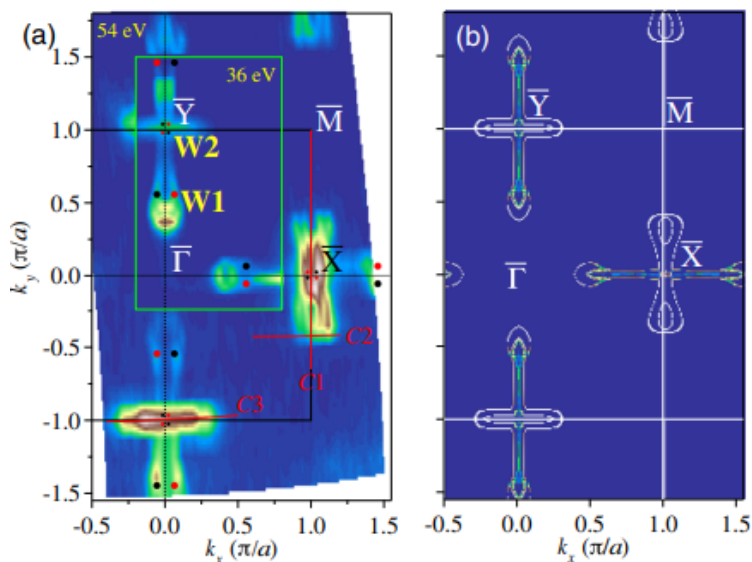 (a)
54 eV
36 eV
Y
M
W2
W1
Γ
X
C2
C1
C3
1.5
1.0
0.5
0.0
-0.5
-1.0
-1.5
k_y (π/a)
-0.5 0.0 0.5 1.0 1.5
k_x (π/a)
(b)
Y
M
Γ
X
-0.5 0.0 0.5 1.0 1.5
k_x (π/a)